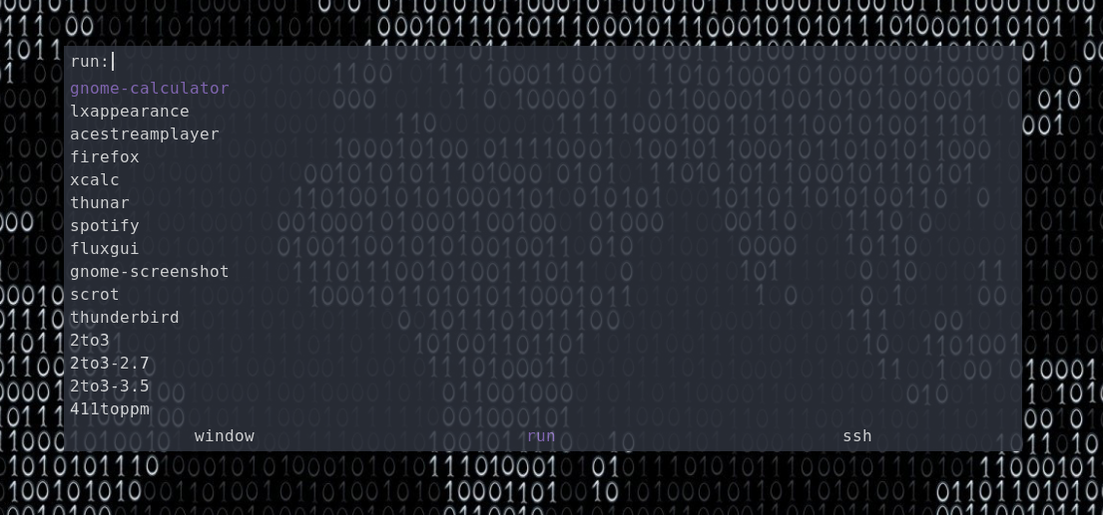 run:
gnome-calculator
lxappearance
acestreamplayer
firefox
xcalc
thunar
spotify
fluxgui
gnome-screenshot
scrot
thunderbird
2to3
2to3-2.7
2to3-3.5
411toppm
window run ssh